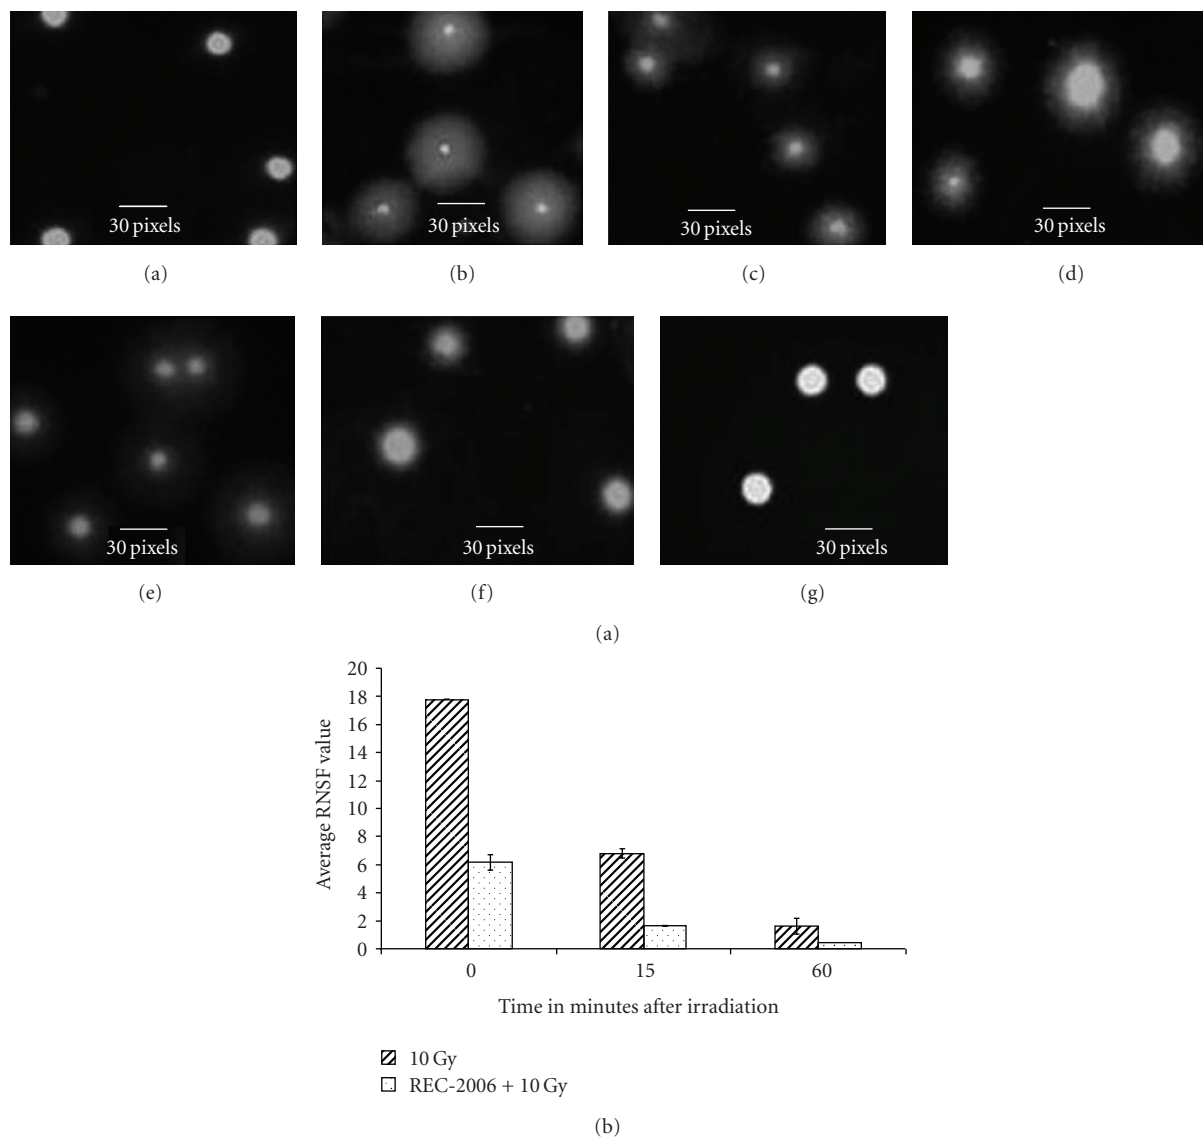 30 pixels
30 pixels
30 pixels
30 pixels
(a)
(b)
(c)
(d)
30 pixels
30 pixels
30 pixels
(e)
(f)
(g)
(a)
20
18
16
14
12
10
8
6
4
2
0
Average RNSF value
0
15
60
Time in minutes after irradiation
10 Gy
REC-2006 + 10 Gy
(b)